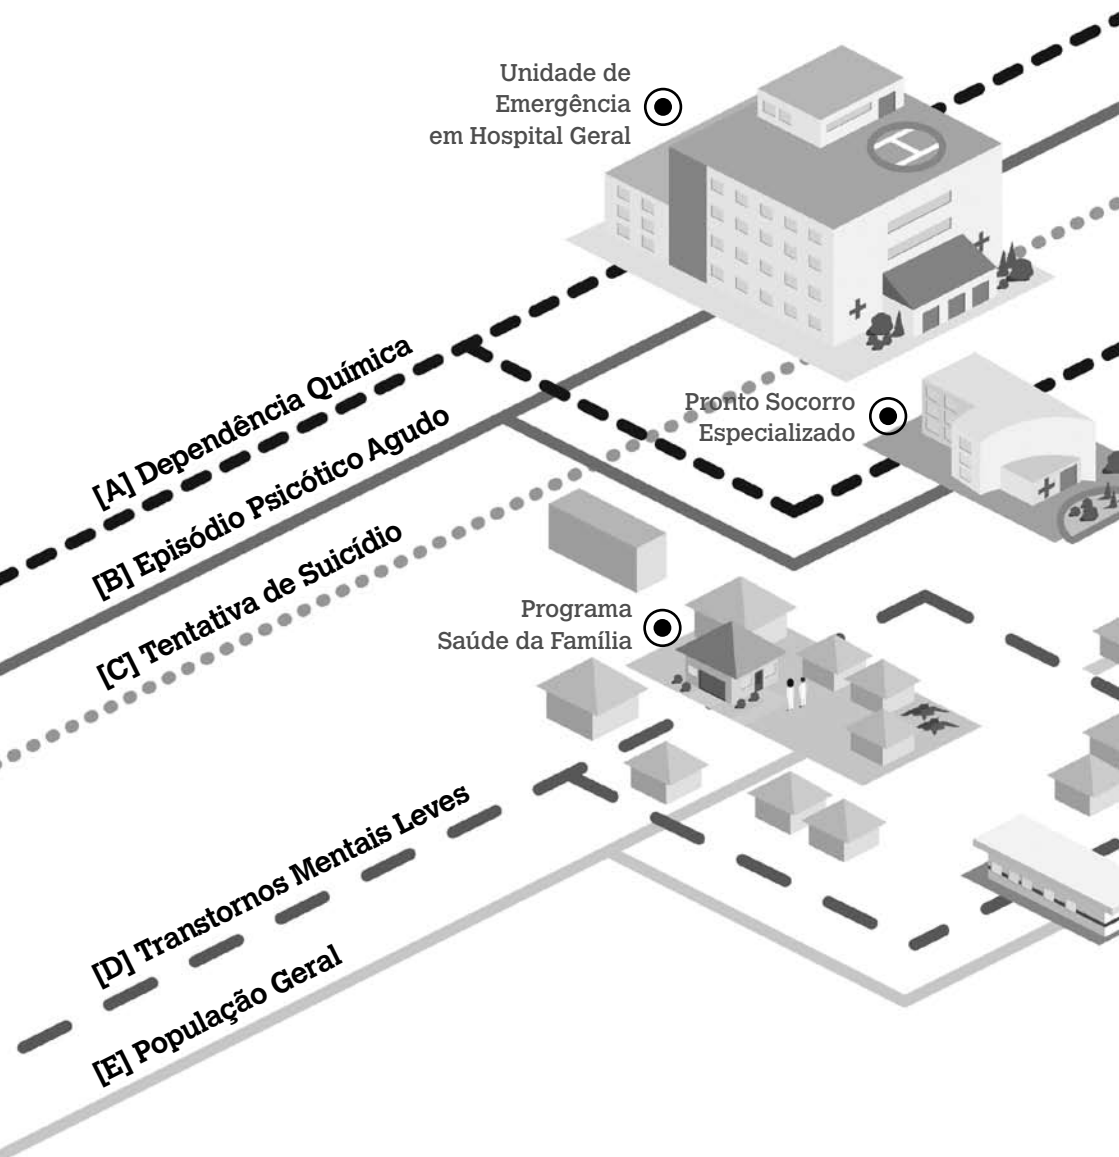 Unidade de
Emergência
em Hospital Geral
[A] Dependência Química
Pronto Socorro
Especializado
[B] Episódio Psicótico Agudo
[C] Tentativa de Suicídio
Programa
Saúde da Família
[D] Transtornos Mentais Leves
[E] População Geral